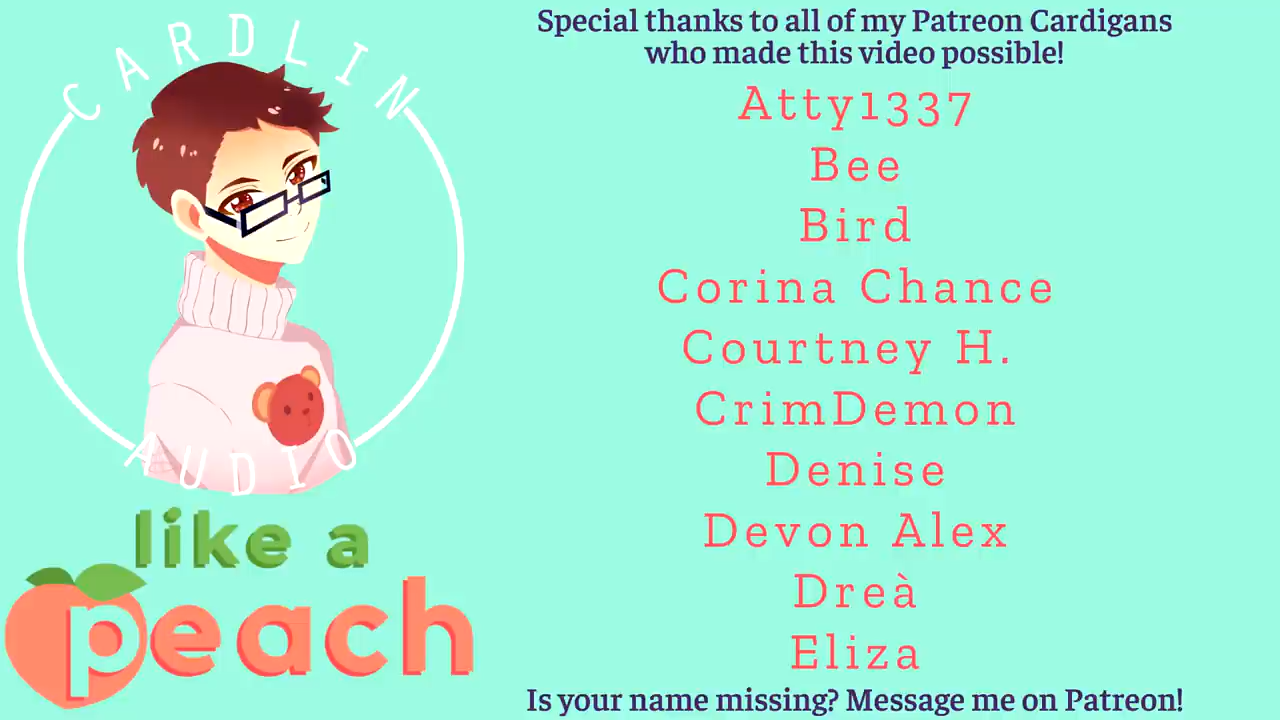 CARDLIN
AUDIO
like a
peach
Special thanks to all of my Patreon Cardigans
who made this video possible!
Atty1337
Bee
Bird
Corina Chance
Courtney H.
CrimDemon
Denise
Devon Alex
Dreà
Eliza
Is your name missing? Message me on Patreon!